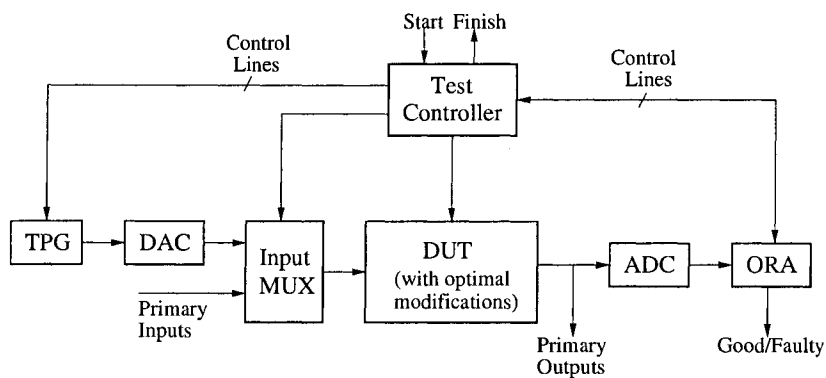 Start Finish
Control
Lines
Control
Lines
Test
Controller
TPG
DAC
Input
MUX
DUT
(with optimal
modifications)
ADC
ORA
Primary
Inputs
Primary
Outputs
Good/Faulty